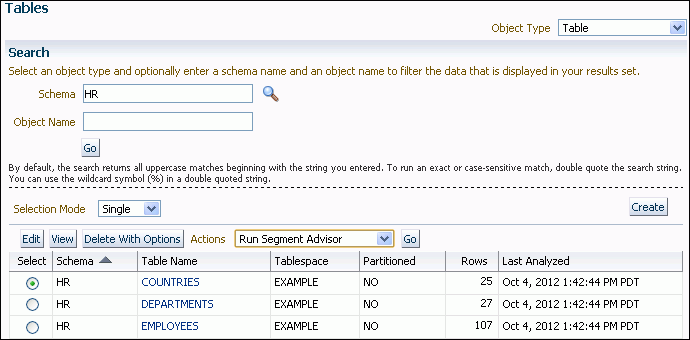 Tables
Object Type Table
Search
Select an object type and optionally enter a schema name and an object name to filter the data that is displayed in your results set.
Schema HR
Object Name
Go
By default, the search returns all uppercase matches beginning with the string you entered. To run an exact or case-sensitive match, double quote the search string.
You can use the wildcard symbol (%) in a double quoted string.
Selection Mode Single Create
Edit View Delete With Options Actions Run Segment Advisor Go
Select Schema Table Name Tablespace Partitioned Rows Last Analyzed
HR COUNTRIES EXAMPLE NO 25 Oct 4, 2012 1:42:44 PM PDT
HR DEPARTMENTS EXAMPLE NO 27 Oct 4, 2012 1:42:44 PM PDT
HR EMPLOYEES EXAMPLE NO 107 Oct 4, 2012 1:42:44 PM PDT